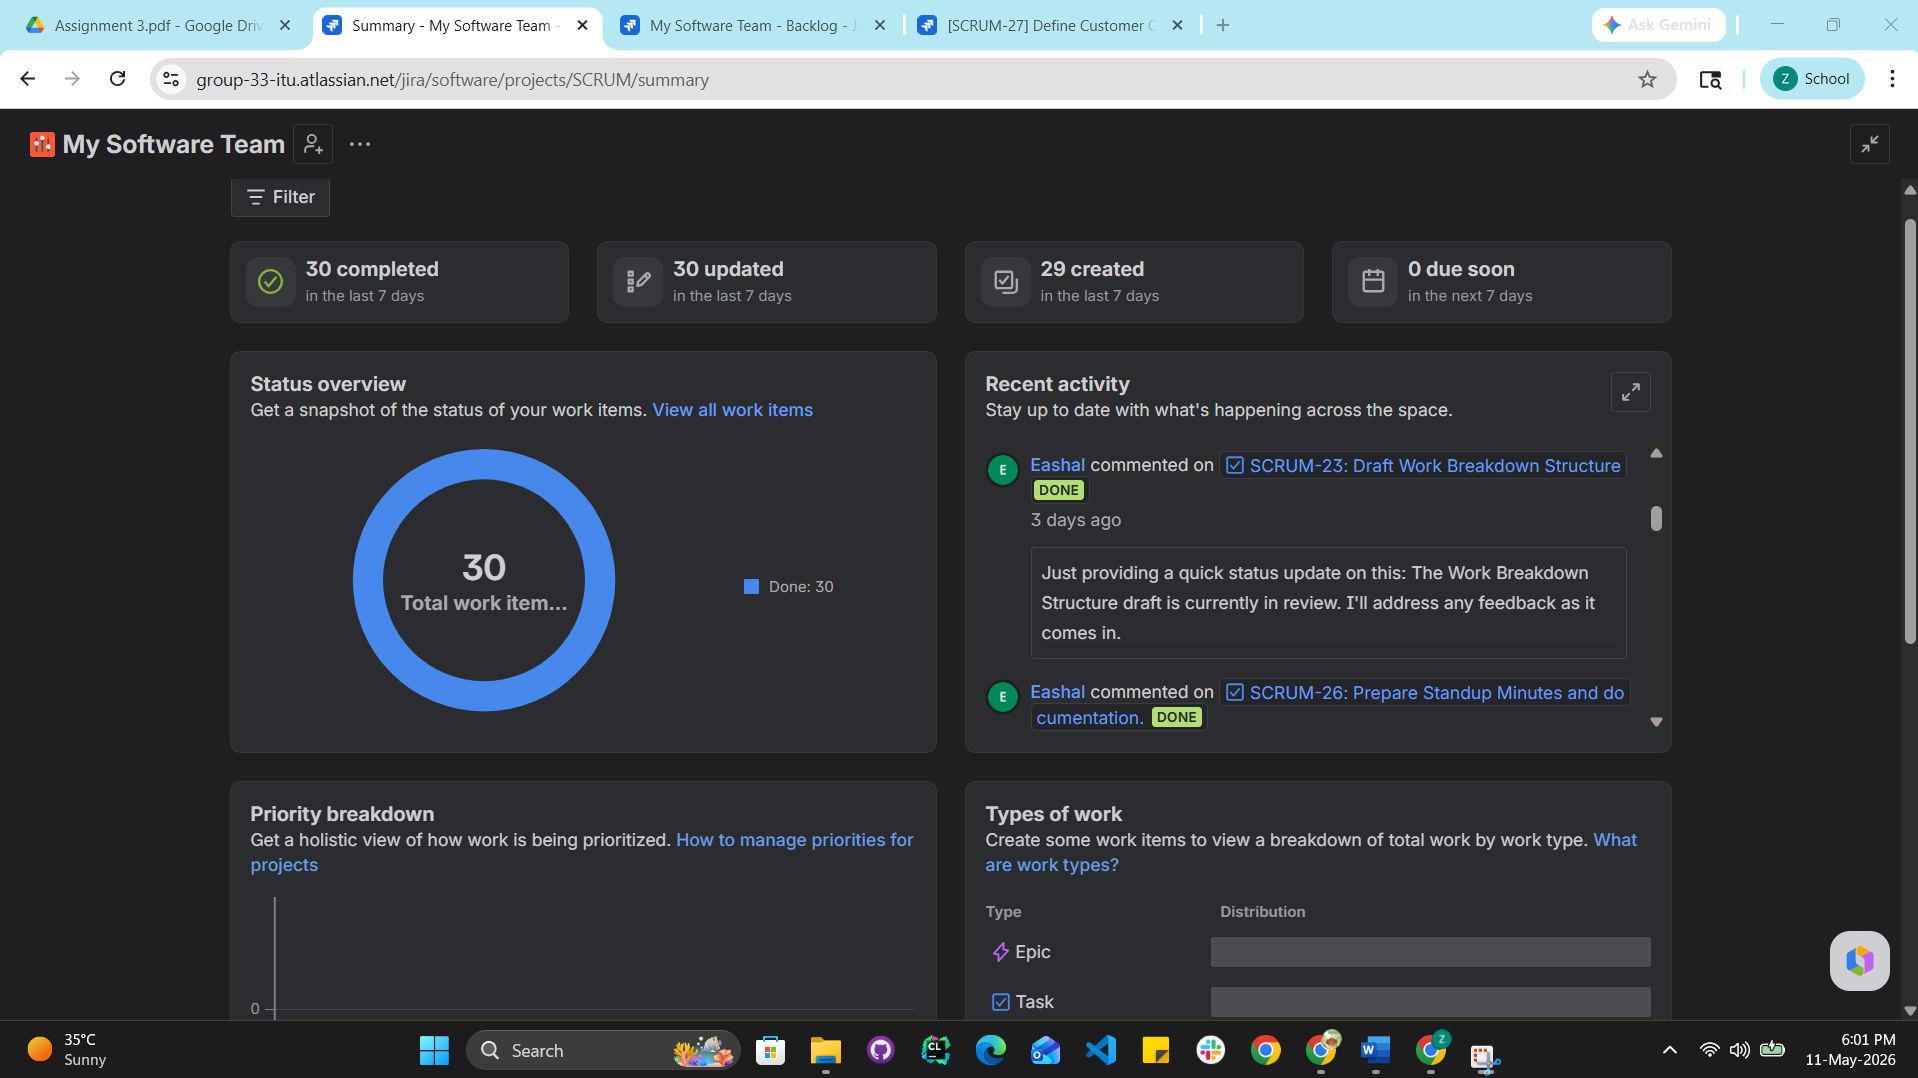 Assignment 3.pdf - Google Driv
Summary - My Software Team -
My Software Team - Backlog - J
[SCRUM-27] Define Customer C
Ask Gemini
group-33-itu.atlassian.net/jira/software/projects/SCRUM/summary
Z School
My Software Team
Filter
30 completed
in the last 7 days
30 updated
in the last 7 days
29 created
in the last 7 days
0 due soon
in the next 7 days
Status overview
Get a snapshot of the status of your work items. View all work items
30
Total work item...
Done: 30
Recent activity
Stay up to date with what's happening across the space.
E
Eashal commented on SCRUM-23: Draft Work Breakdown Structure
DONE
3 days ago
Just providing a quick status update on this: The Work Breakdown
Structure draft is currently in review. I'll address any feedback as it
comes in.
E
Eashal commented on SCRUM-26: Prepare Standup Minutes and do
cumentation. DONE
Priority breakdown
Get a holistic view of how work is being prioritized. How to manage priorities for
projects
0
Types of work
Create some work items to view a breakdown of total work by work type. What
are work types?
Type Distribution
Epic
Task
35°C
Sunny
Search
6:01 PM
11-May-2026